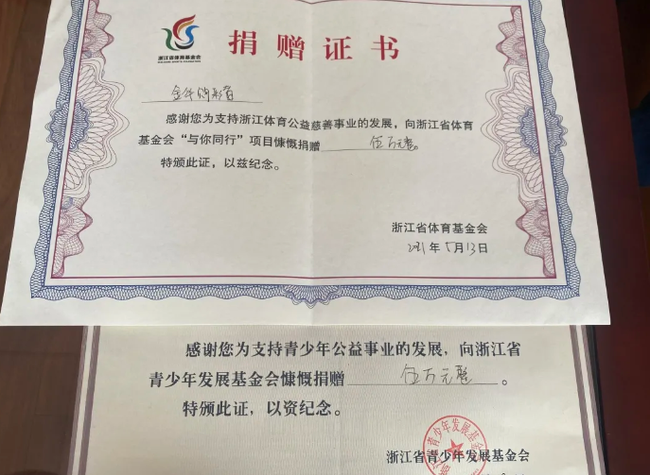 捐赠证书
浙江省体育基金会
感谢您为支持浙江体育公益慈善事业的发展，向浙江省体育
基金会“与你同行”项目慷慨捐赠 伍万元整。
特颁此证，以兹纪念。
浙江省体育基金会
2021年5月13日
感谢您为支持青少年公益事业的发展，向浙江省
青少年发展基金会慷慨捐赠 伍万元整 。
特颁此证，以资纪念。
浙江省青少年发展基金会